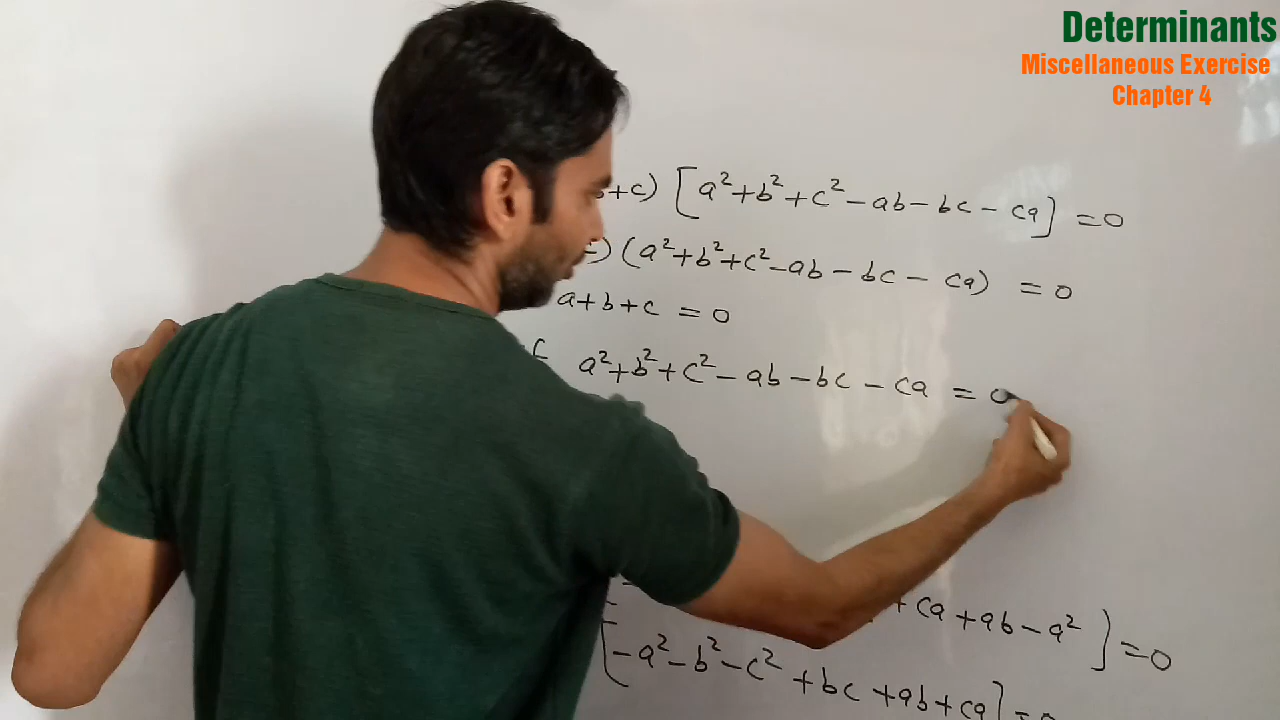 Determinants
Miscellaneous Exercise
Chapter 4
+c) [a²+b²+c²-ab-bc-ca] =0
) (a²+b²+c²-ab-bc-ca) =0
a+b+c =0
a²+b²+c²-ab-bc-ca =0
+ca+ab-a²] =0
[-a²-b²-c²+bc+ab+ca]